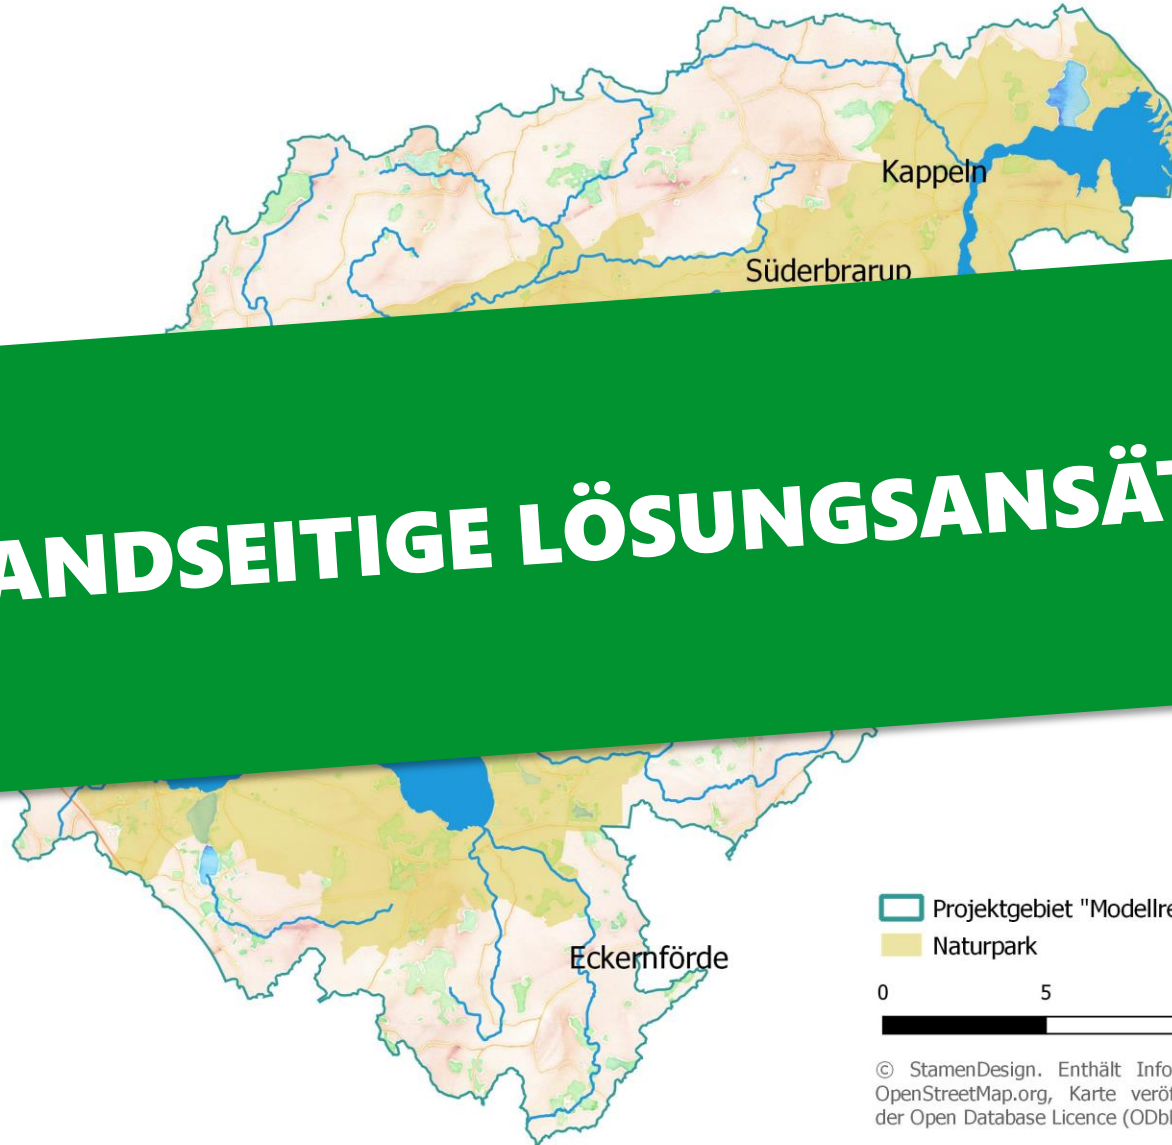 Kappeln
Süderbrarup
ANDSEITIGE LÖSUNGSANSÄT
Eckernförde
Projektgebiet "Modellre
Naturpark
0 5
© StamenDesign. Enthält Info
OpenStreetMap.org, Karte veröf
der Open Database Licence (ODbl